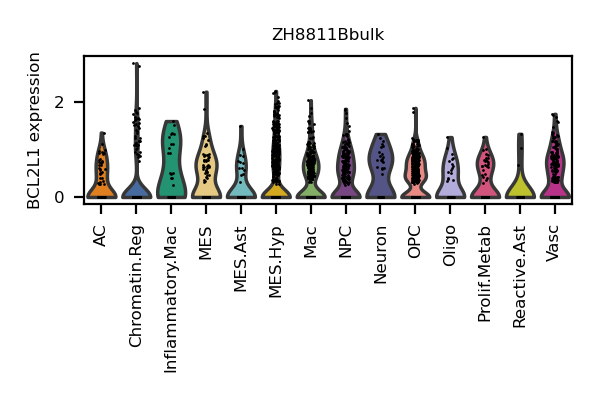 ZH8811Bbulk
BCL2L1 expression
2
0
AC
Chromatin.Reg
Inflammatory.Mac
MES
MES.Ast
MES.Hyp
Mac
NPC
Neuron
OPC
Oligo
Prolif.Metab
Reactive.Ast
Vasc